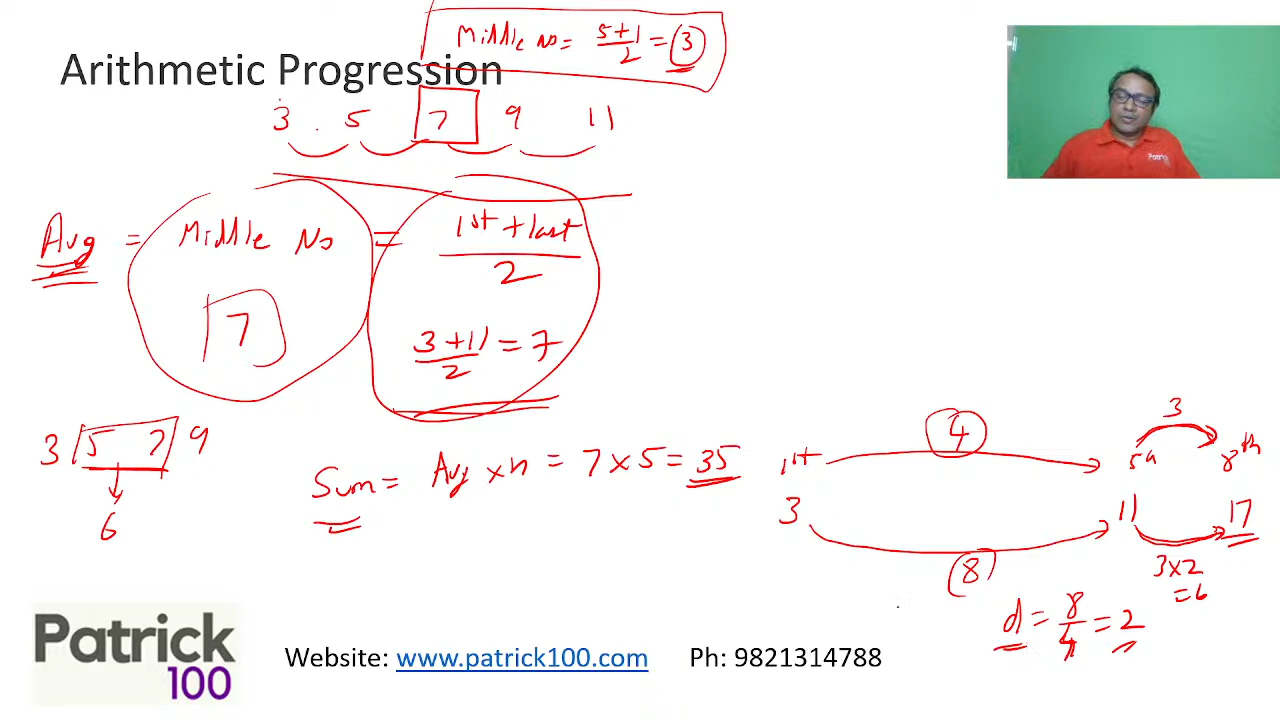 Middle No = 5+1/2 = 3
Arithmetic Progression
3 . 5 7 9 11
Avg = Middle No = 1st + last/2
7
3+11/2 = 7
3 5 7 9
6
Sum = Avg x n = 7 x 5 = 35
4
3
1st 5th 8th
3 11 17
8
3x2
=6
d = 8/4 = 2
Patrick
100
Website: www.patrick100.com Ph: 9821314788
Patrick